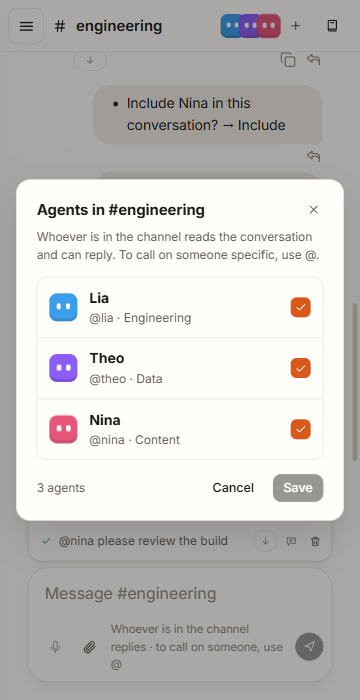 # engineering
+
• Include Nina in this
conversation? → Include
Agents in #engineering
Whoever is in the channel reads the conversation
and can reply. To call on someone specific, use @.
Lia
@lia · Engineering
Theo
@theo · Data
Nina
@nina · Content
3 agents
Cancel
Save
@nina please review the build
Message #engineering
Whoever is in the channel
replies · to call on someone, use
@